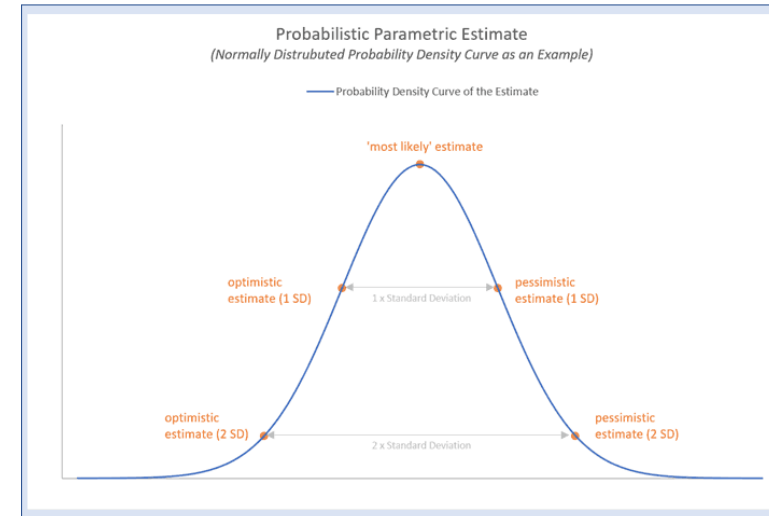 Probabilistic Parametric Estimate
(Normally Distrubuted Probability Density Curve as an Example)
Probability Density Curve of the Estimate
'most likely' estimate
optimistic
estimate (1 SD)
pessimistic
estimate (1 SD)
1 x Standard Deviation
optimistic
estimate (2 SD)
pessimistic
estimate (2 SD)
2 x Standard Deviation